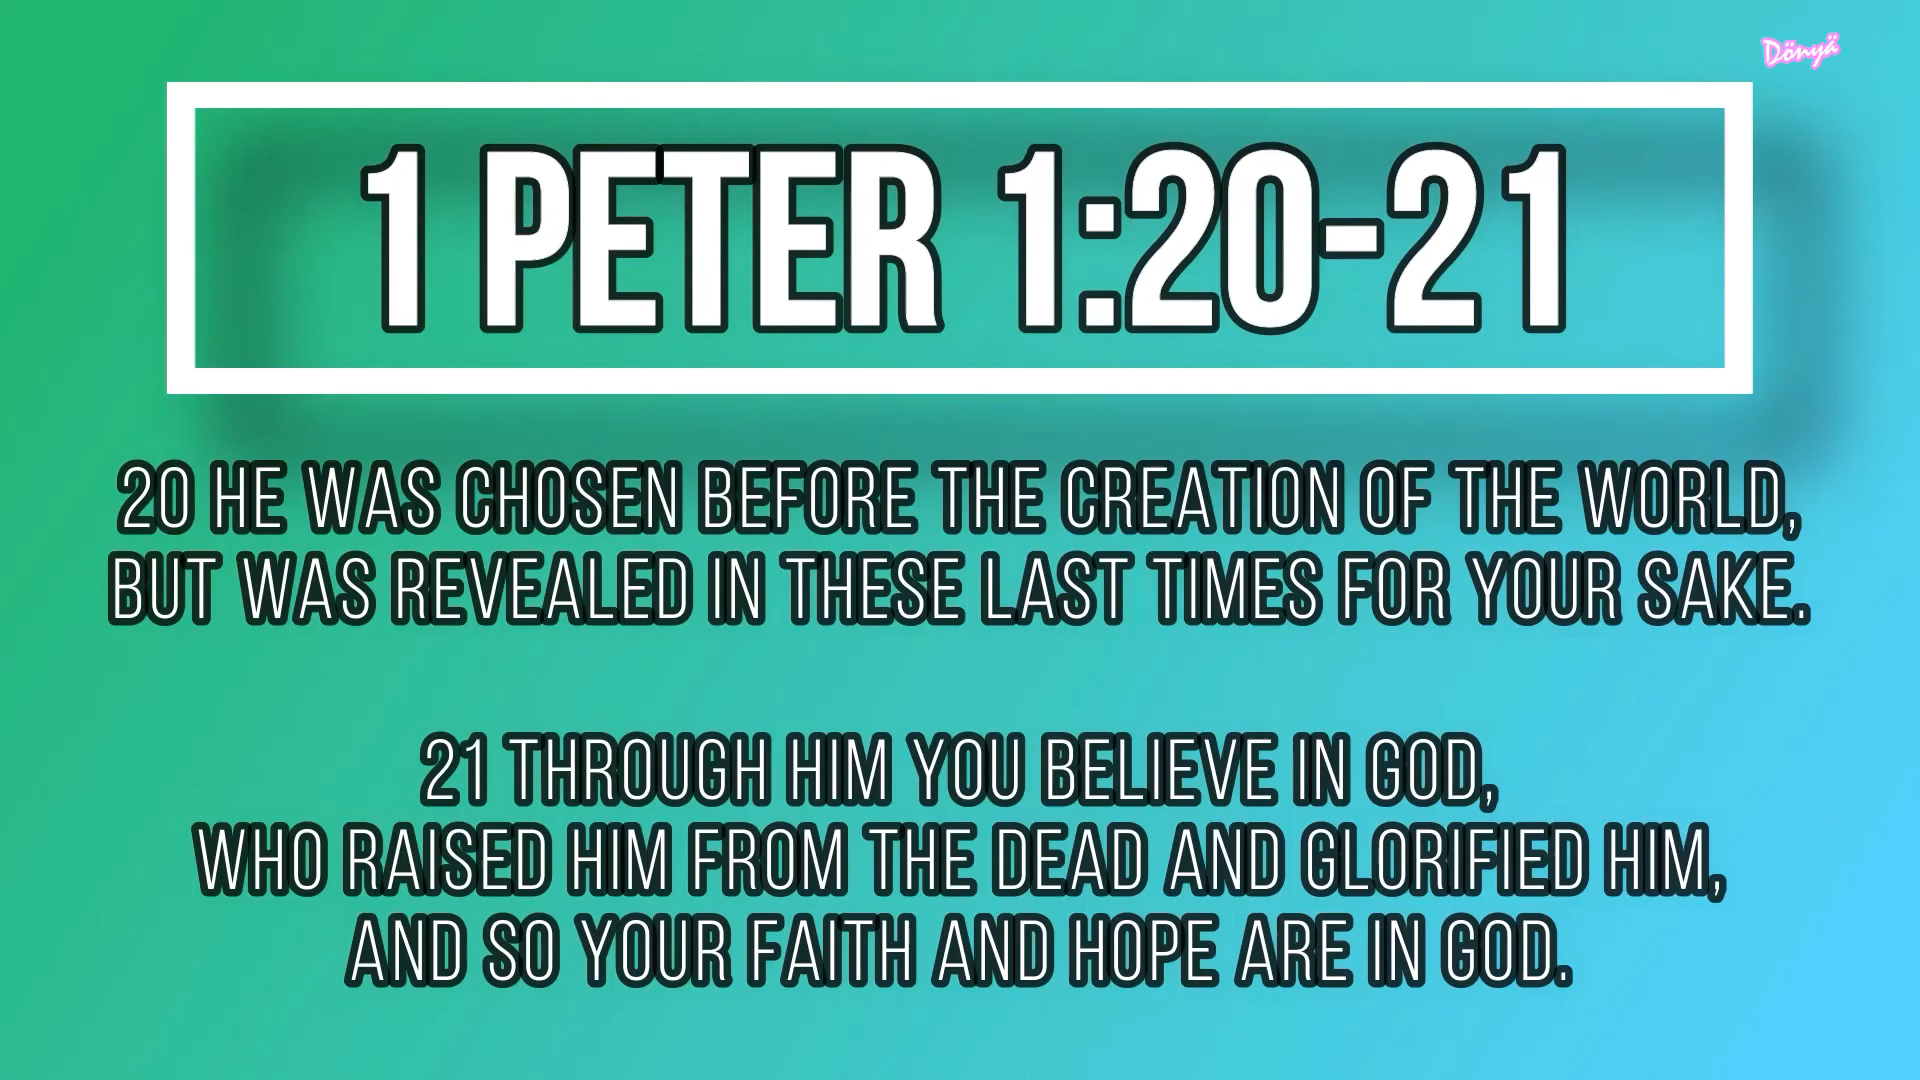 Dönyä
1 PETER 1:20-21
20 HE WAS CHOSEN BEFORE THE CREATION OF THE WORLD,
BUT WAS REVEALED IN THESE LAST TIMES FOR YOUR SAKE.
21 THROUGH HIM YOU BELIEVE IN GOD,
WHO RAISED HIM FROM THE DEAD AND GLORIFIED HIM,
AND SO YOUR FAITH AND HOPE ARE IN GOD.